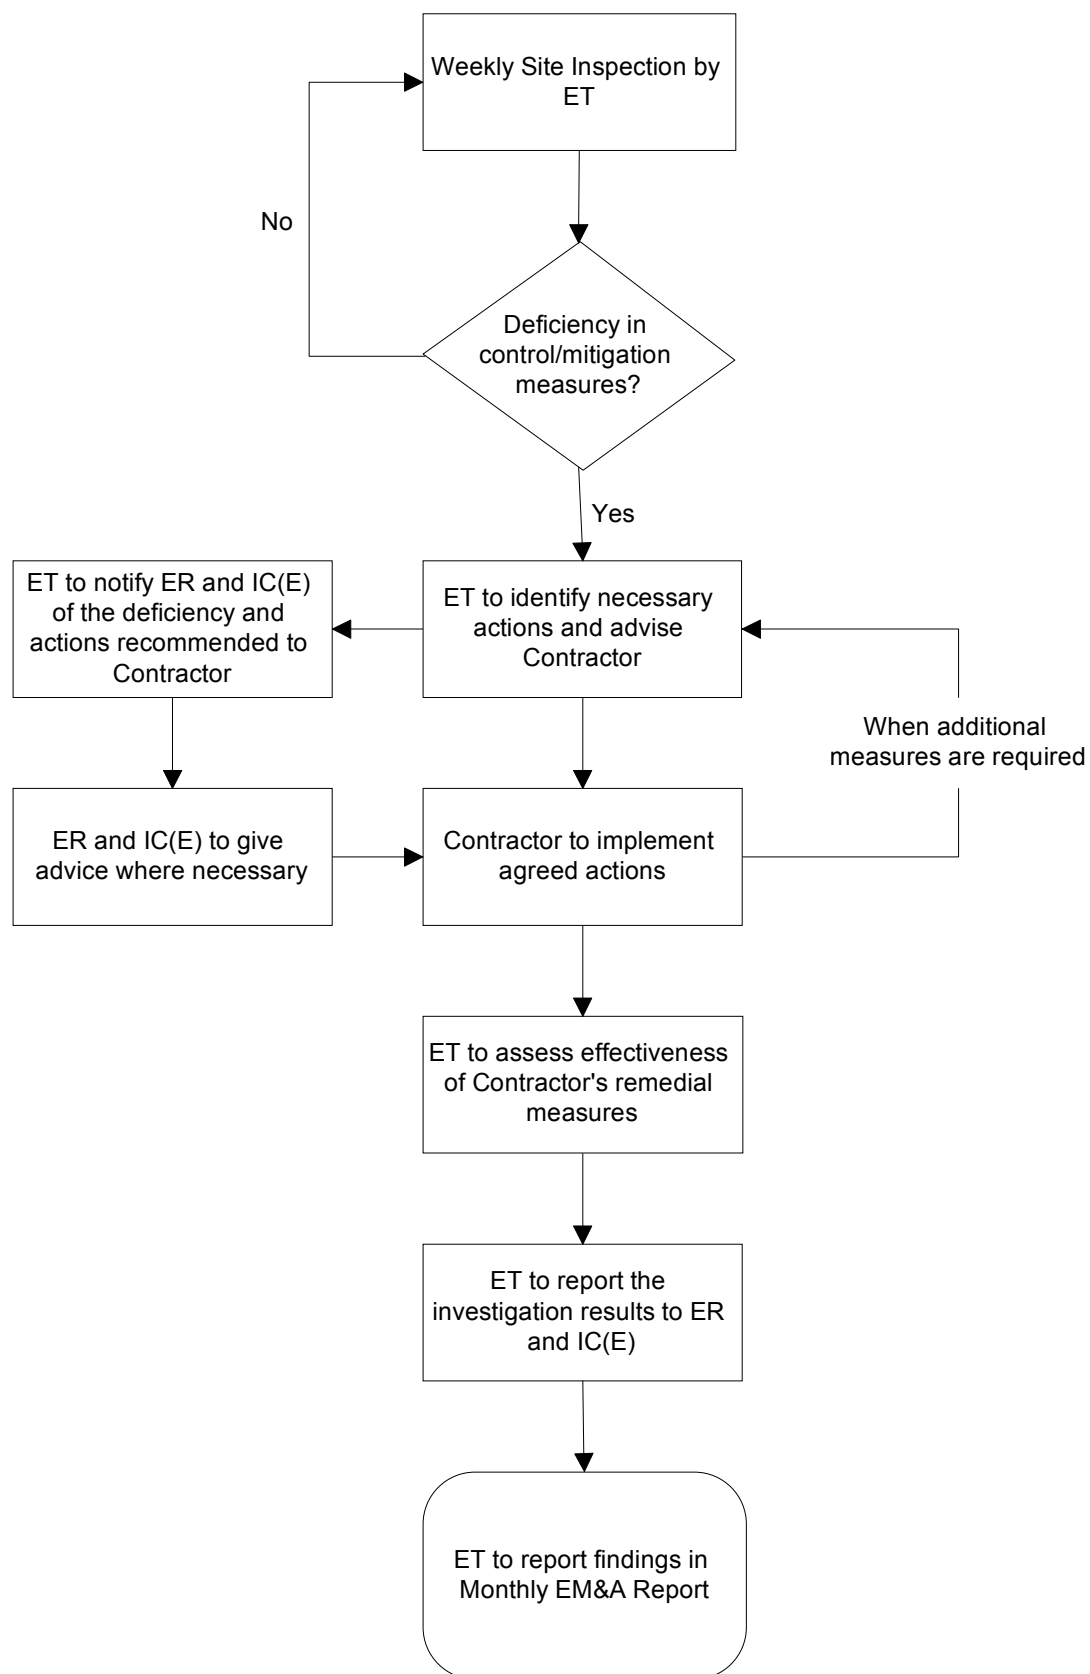 Weekly Site Inspection by
ET
No
Deficiency in
control/mitigation
measures?
Yes
ET to notify ER and IC(E)
of the deficiency and
actions recommended to
Contractor
ET to identify necessary
actions and advise
Contractor
When additional
measures are required
ER and IC(E) to give
advice where necessary
Contractor to implement
agreed actions
ET to assess effectiveness
of Contractor's remedial
measures
ET to report the
investigation results to ER
and IC(E)
ET to report findings in
Monthly EM&A Report